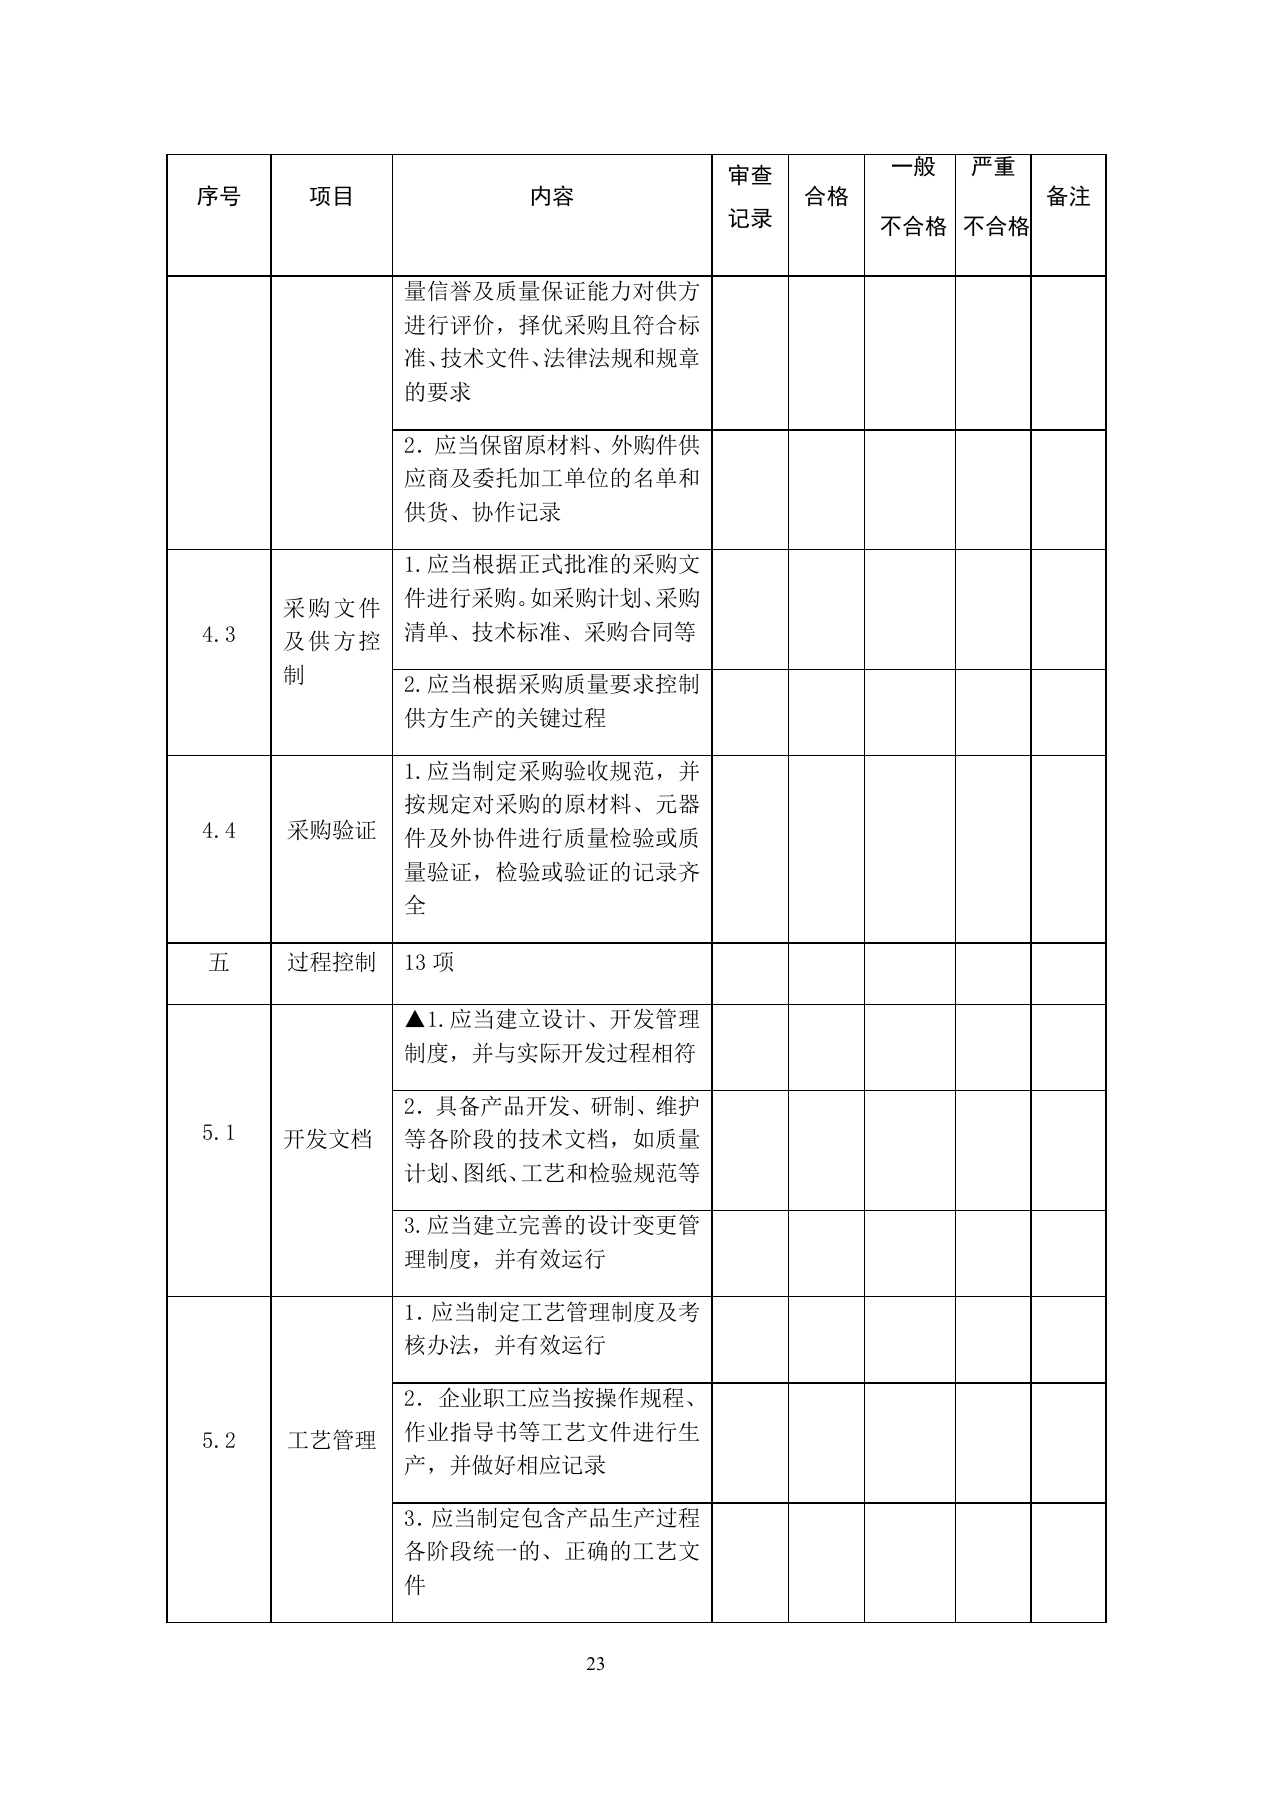 序号
项目
内容
审查
记录
合格
一般
不合格
严重
不合格
备注
量信誉及质量保证能力对供方
进行评价，择优采购且符合标
准、技术文件、法律法规和规章
的要求
2. 应当保留原材料、外购件供
应商及委托加工单位的名单和
供货、协作记录
4.3
采购文件
及供方控
制
1.应当根据正式批准的采购文
件进行采购。如采购计划、采购
清单、技术标准、采购合同等
2.应当根据采购质量要求控制
供方生产的关键过程
4.4
采购验证
1.应当制定采购验收规范，并
按规定对采购的原材料、元器
件及外协件进行质量检验或质
量验证，检验或验证的记录齐
全
五
过程控制
13 项
5.1
开发文档
▲1.应当建立设计、开发管理
制度，并与实际开发过程相符
2. 具备产品开发、研制、维护
等各阶段的技术文档，如质量
计划、图纸、工艺和检验规范等
3.应当建立完善的设计变更管
理制度，并有效运行
5.2
工艺管理
1. 应当制定工艺管理制度及考
核办法，并有效运行
2. 企业职工应当按操作规程、
作业指导书等工艺文件进行生
产，并做好相应记录
3. 应当制定包含产品生产过程
各阶段统一的、正确的工艺文
件
23